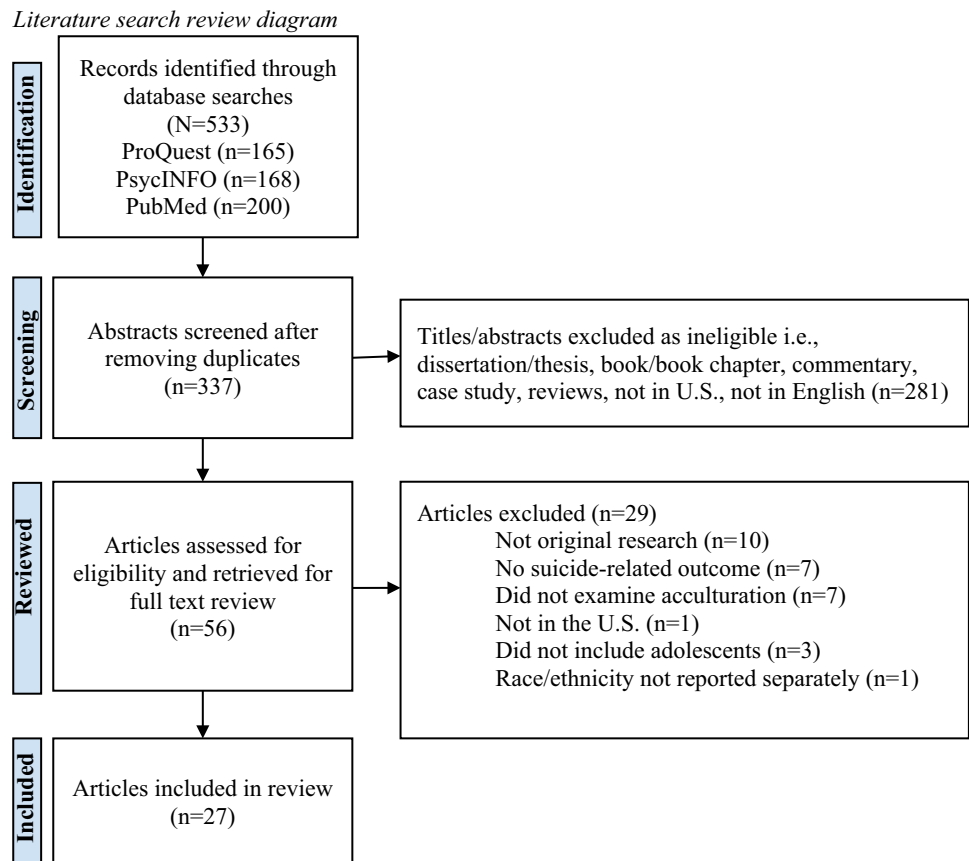 Literature search review diagram
Identification
Records identified through
database searches
(N=533)
ProQuest (n=165)
PsycINFO (n=168)
PubMed (n=200)
Screening
Abstracts screened after
removing duplicates
(n=337)
Titles/abstracts excluded as ineligible i.e.,
dissertation/thesis, book/book chapter, commentary,
case study, reviews, not in U.S., not in English (n=281)
Reviewed
Articles assessed for
eligibility and retrieved for
full text review
(n=56)
Articles excluded (n=29)
Not original research (n=10)
No suicide-related outcome (n=7)
Did not examine acculturation (n=7)
Not in the U.S. (n=1)
Did not include adolescents (n=3)
Race/ethnicity not reported separately (n=1)
Included
Articles included in review
(n=27)